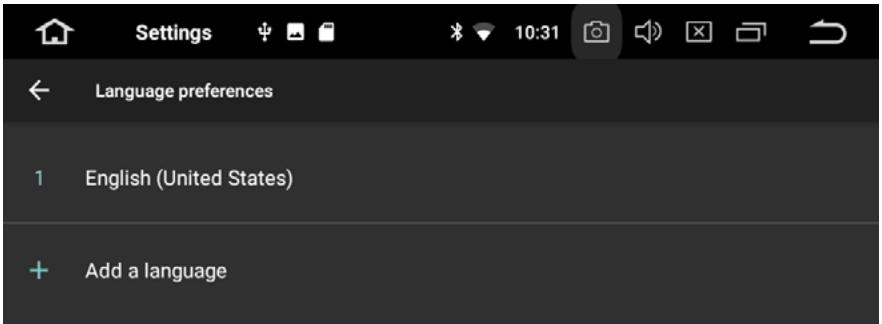 Settings 10:31
Language preferences
1 English (United States)
+ Add a language